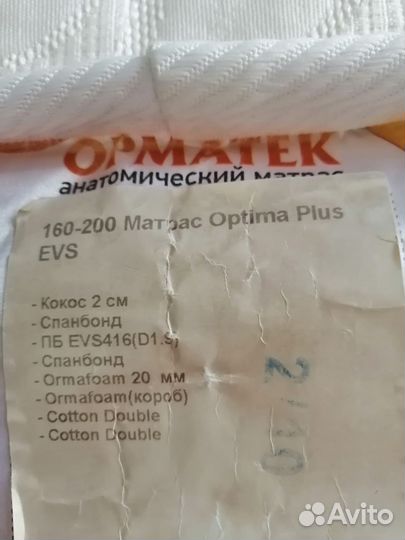 ОРМАТЕК
анатомический матрас
160-200 Матрас Optima Plus
EVS
- Кокос 2 см
- Спанбонд
- ПБ EVS416(D1.9)
- Спанбонд
- Ormafoam 20 мм
- Ormafoam(короб)
- Cotton Double
- Cotton Double
Avito